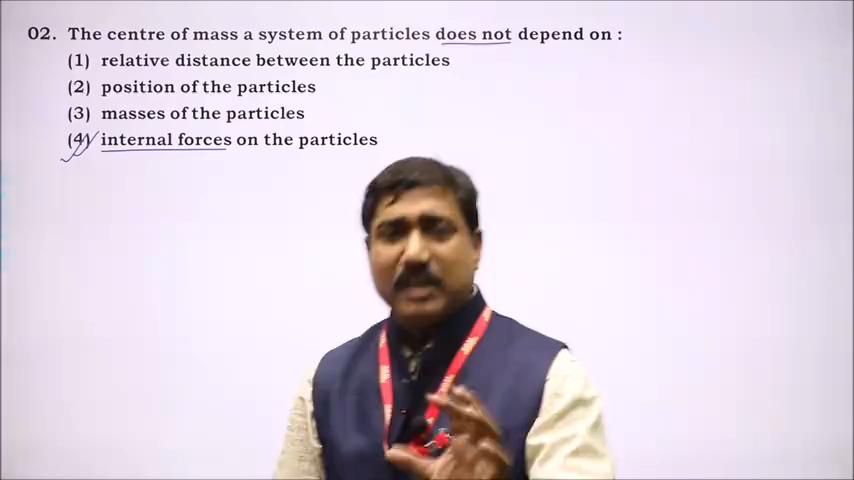 02. The centre of mass a system of particles does not depend on :
(1) relative distance between the particles
(2) position of the particles
(3) masses of the particles
(4) internal forces on the particles